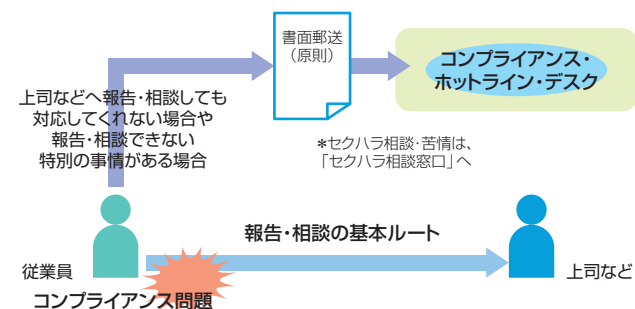 書面郵送
（原則）
コンプライアンス・
ホットライン・デスク
上司などへ報告・相談しても
対応してくれない場合や
報告・相談できない
特別の事情がある場合
*セクハラ相談・苦情は、
「セクハラ相談窓口」へ
報告・相談の基本ルート
従業員
上司など
コンプライアンス問題